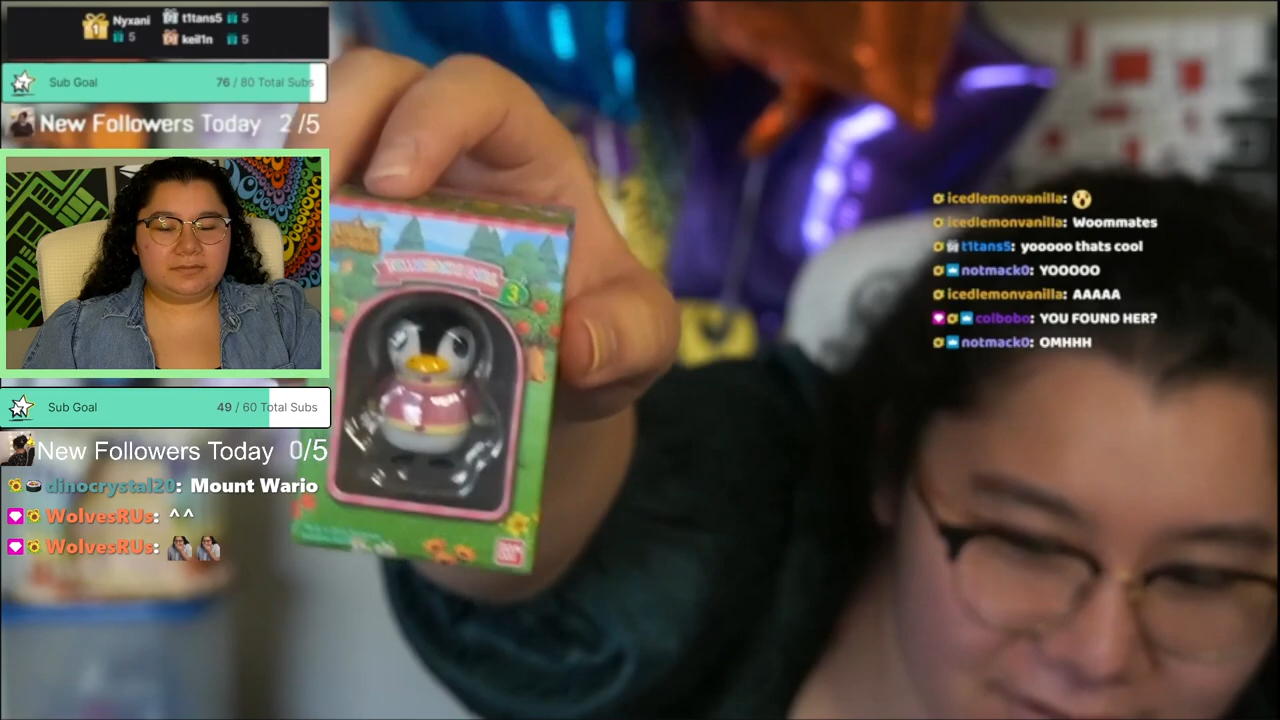 Nyxani
5
t1tans5 5
keil1n 5
1
Sub Goal 76 / 80 Total Subs
New Followers Today 2 /5
Sub Goal 49 / 60 Total Subs
New Followers Today 0/5
dinocrystal20: Mount Wario
WolvesRUs: ^^
WolvesRUs:
3
icedlemonvanilla:
icedlemonvanilla: Woommates
t1tans5: yooooo thats cool
notmack0: YOOOOO
icedlemonvanilla: AAAAA
colbobo: YOU FOUND HER?
notmack0: OMHHH